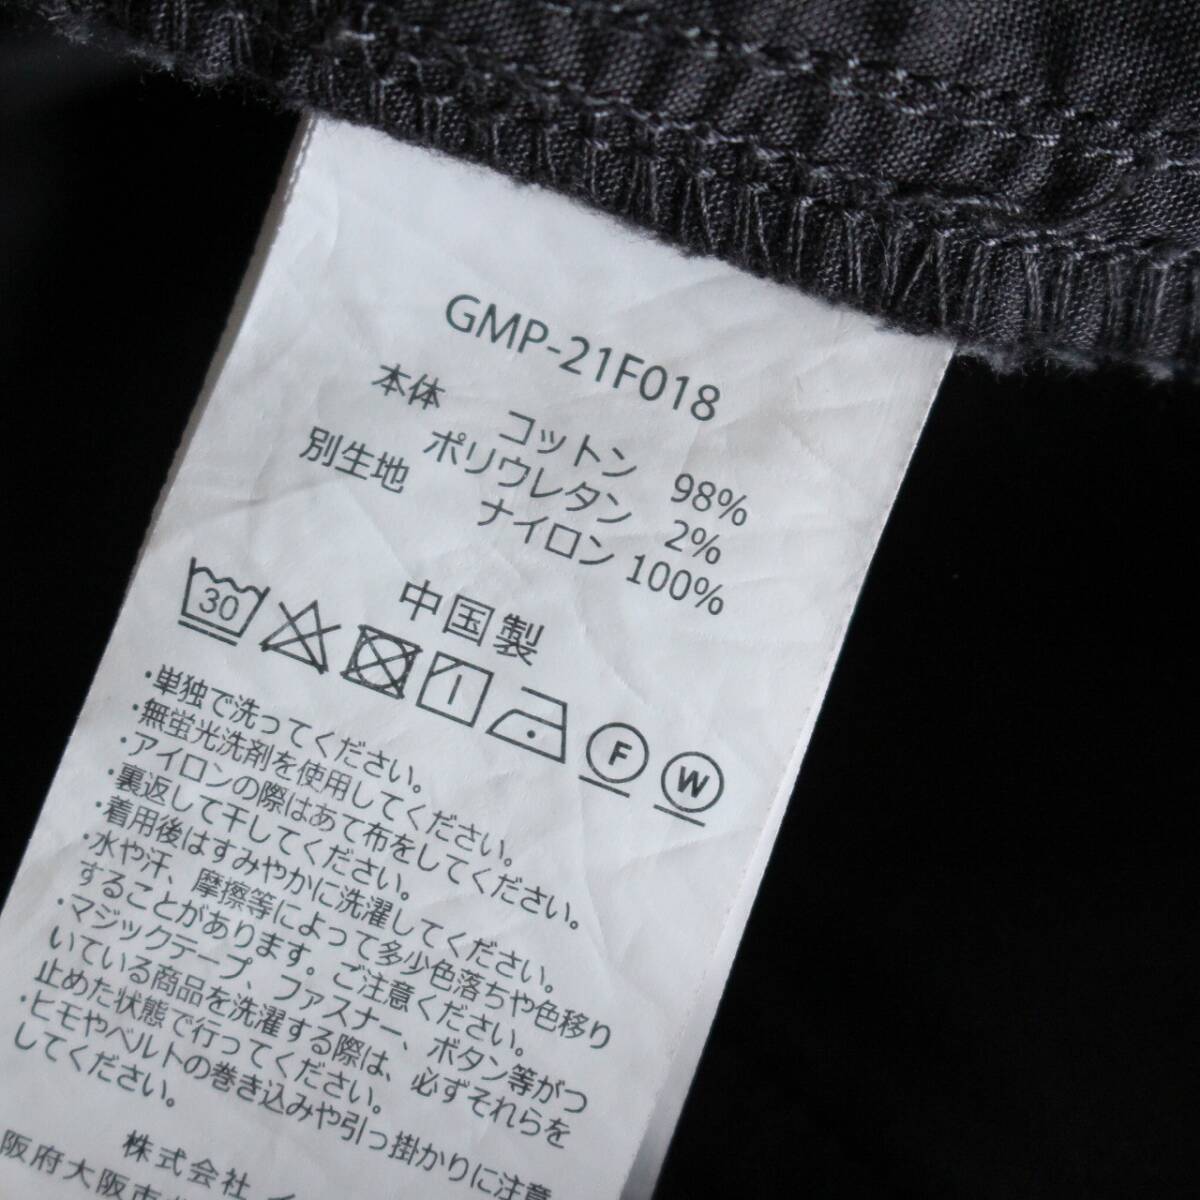 GMP-21F018
本体 コットン 98%
ポリウレタン 2%
別生地 ナイロン 100%
中国製
30 F W
・単独で洗ってください。
・無蛍光洗剤を使用してください。
・アイロンの際はあて布をしてください。
・裏返して干してください。
・着用後はすみやかに洗濯してください。
・水や汗、摩擦等によって多少色落ちや色移り
することがあります。ご注意ください。
・マジックテープ、ファスナー、ボタン等がつ
いている商品を洗濯する際は、必ずそれらを
止めた状態で行ってください。
・ヒモやベルトの巻き込みや引っ掛かりに注意
してください。
株式会社
阪府大阪市